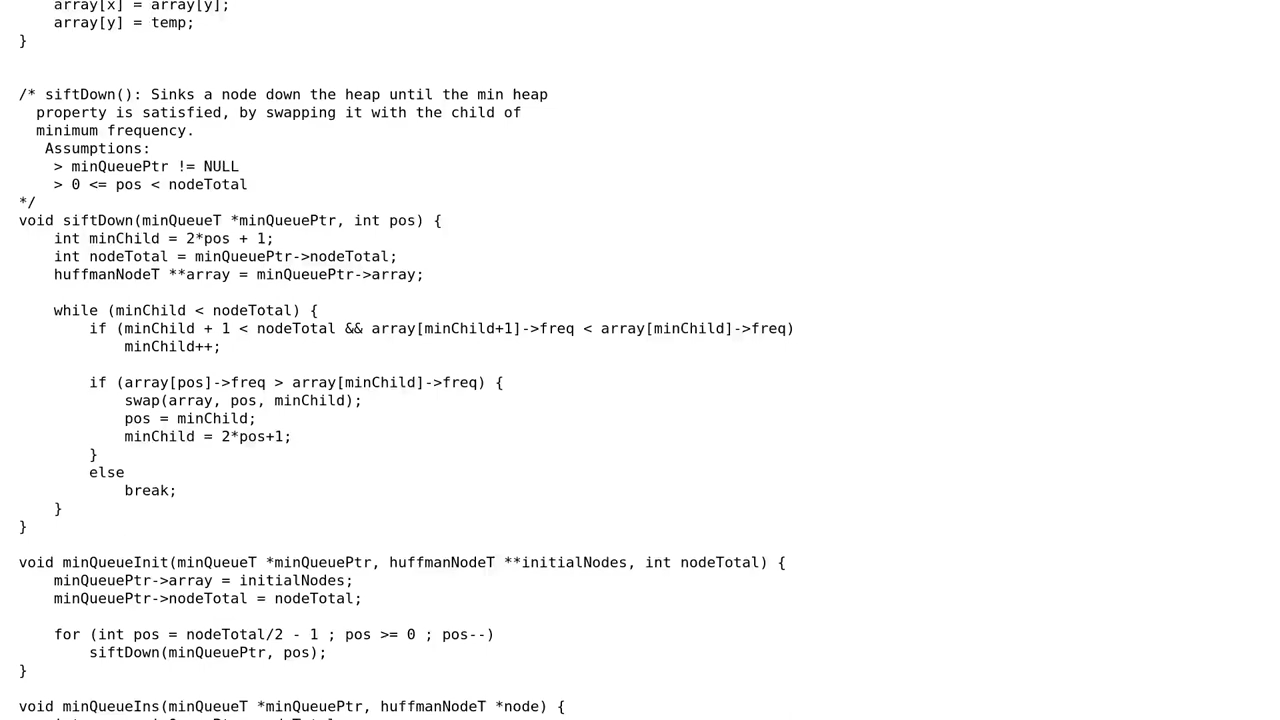 array[x] = array[y];
    array[y] = temp;
}


/* siftDown(): Sinks a node down the heap until the min heap
  property is satisfied, by swapping it with the child of
  minimum frequency.
   Assumptions:
    > minQueuePtr != NULL
    > 0 <= pos < nodeTotal
*/
void siftDown(minQueueT *minQueuePtr, int pos) {
    int minChild = 2*pos + 1;
    int nodeTotal = minQueuePtr->nodeTotal;
    huffmanNodeT **array = minQueuePtr->array;

    while (minChild < nodeTotal) {
        if (minChild + 1 < nodeTotal && array[minChild+1]->freq < array[minChild]->freq)
            minChild++;

        if (array[pos]->freq > array[minChild]->freq) {
            swap(array, pos, minChild);
            pos = minChild;
            minChild = 2*pos+1;
        }
        else
            break;
    }
}

void minQueueInit(minQueueT *minQueuePtr, huffmanNodeT **initialNodes, int nodeTotal) {
    minQueuePtr->array = initialNodes;
    minQueuePtr->nodeTotal = nodeTotal;

    for (int pos = nodeTotal/2 - 1 ; pos >= 0 ; pos--)
        siftDown(minQueuePtr, pos);
}

void minQueueIns(minQueueT *minQueuePtr, huffmanNodeT *node) {